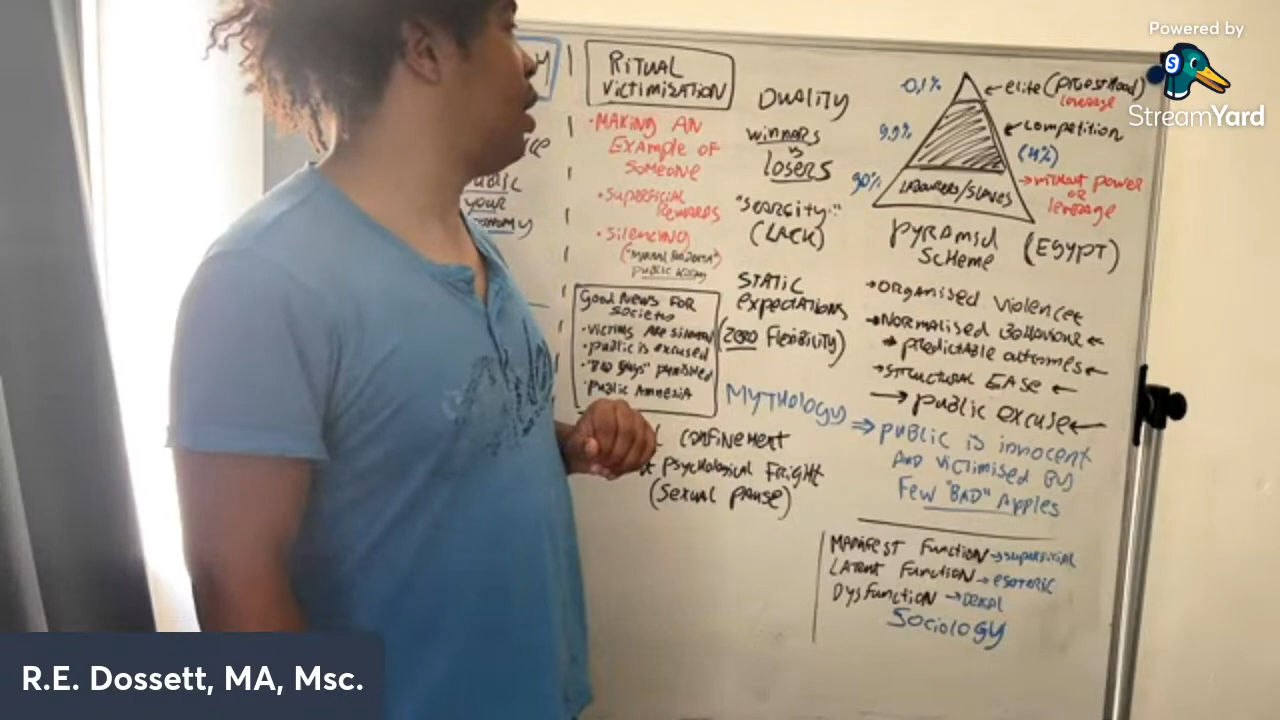 Powered by
StreamYard
RITUAL
VICTIMISATION
• MAKING AN
EXAMPLE OF
SOMEONE
• SUPERFICIAL
REWARDS
• SILENCING
public
GOOD NEWS FOR
SOCIETY
• VICTIMS ARE SILENCED
• PUBLIC IS EXCUSED
• "BAD GUYS" PUNISHED
• PUBLIC AMNESIA
CONFINEMENT
PSYCHOLOGICAL FRIGHT
(SEXUAL PAUSE)
PUBLIC
YOUR
DUALITY
WINNERS
VS
LOSERS
"SCARCITY"
(LACK)
STATIC
EXPECTATIONS
(ZERO FLEXIBILITY)
MYTHOLOGY ⇒ PUBLIC IS INNOCENT
AND VICTIMISED BY
FEW "BAD" APPLES
0,1%
← elite (PRIESTHOOD)
leverage
9.9%
← COMPETITION
90%
LABOURERS/SLAVES
→ WITHOUT POWER
OR
leverage
PYRAMID
SCHEME
(EGYPT)
→ ORGANISED VIOLENCE ←
→ NORMALISED BEHAVIOUR ←
→ PREDICTABLE OUTCOMES ←
→ STRUCTURAL EASE ←
→ PUBLIC EXCUSE ←
MANIFEST FUNCTION → SUPERFICIAL
LATENT FUNCTION → ESOTERIC
DYSFUNCTION → DENIAL
SOCIOLOGY
R.E. Dossett, MA, Msc.